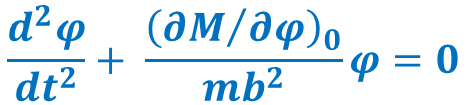 d²φ/dt² + (∂M/∂φ)₀/mb² φ = 0